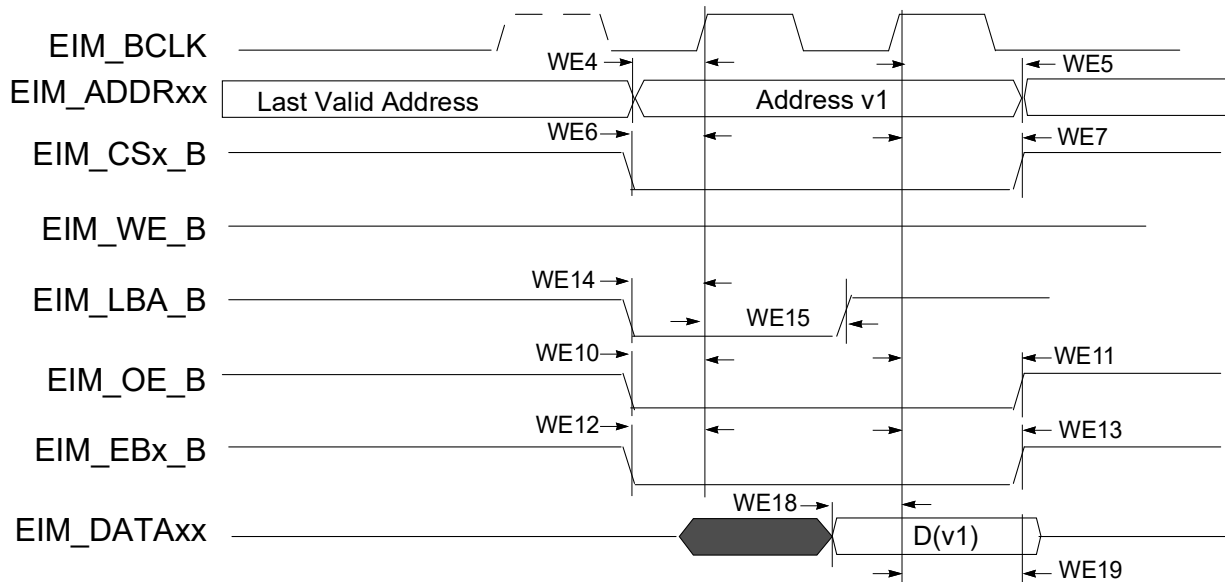 EIM_BCLK
WE4
WE5
EIM_ADDRxx
Last Valid Address
Address v1
WE6
WE7
EIM_CSx_B
EIM_WE_B
WE14
EIM_LBA_B
WE15
WE10
WE11
EIM_OE_B
WE12
WE13
EIM_EBx_B
WE18
EIM_DATAxx
D(v1)
WE19